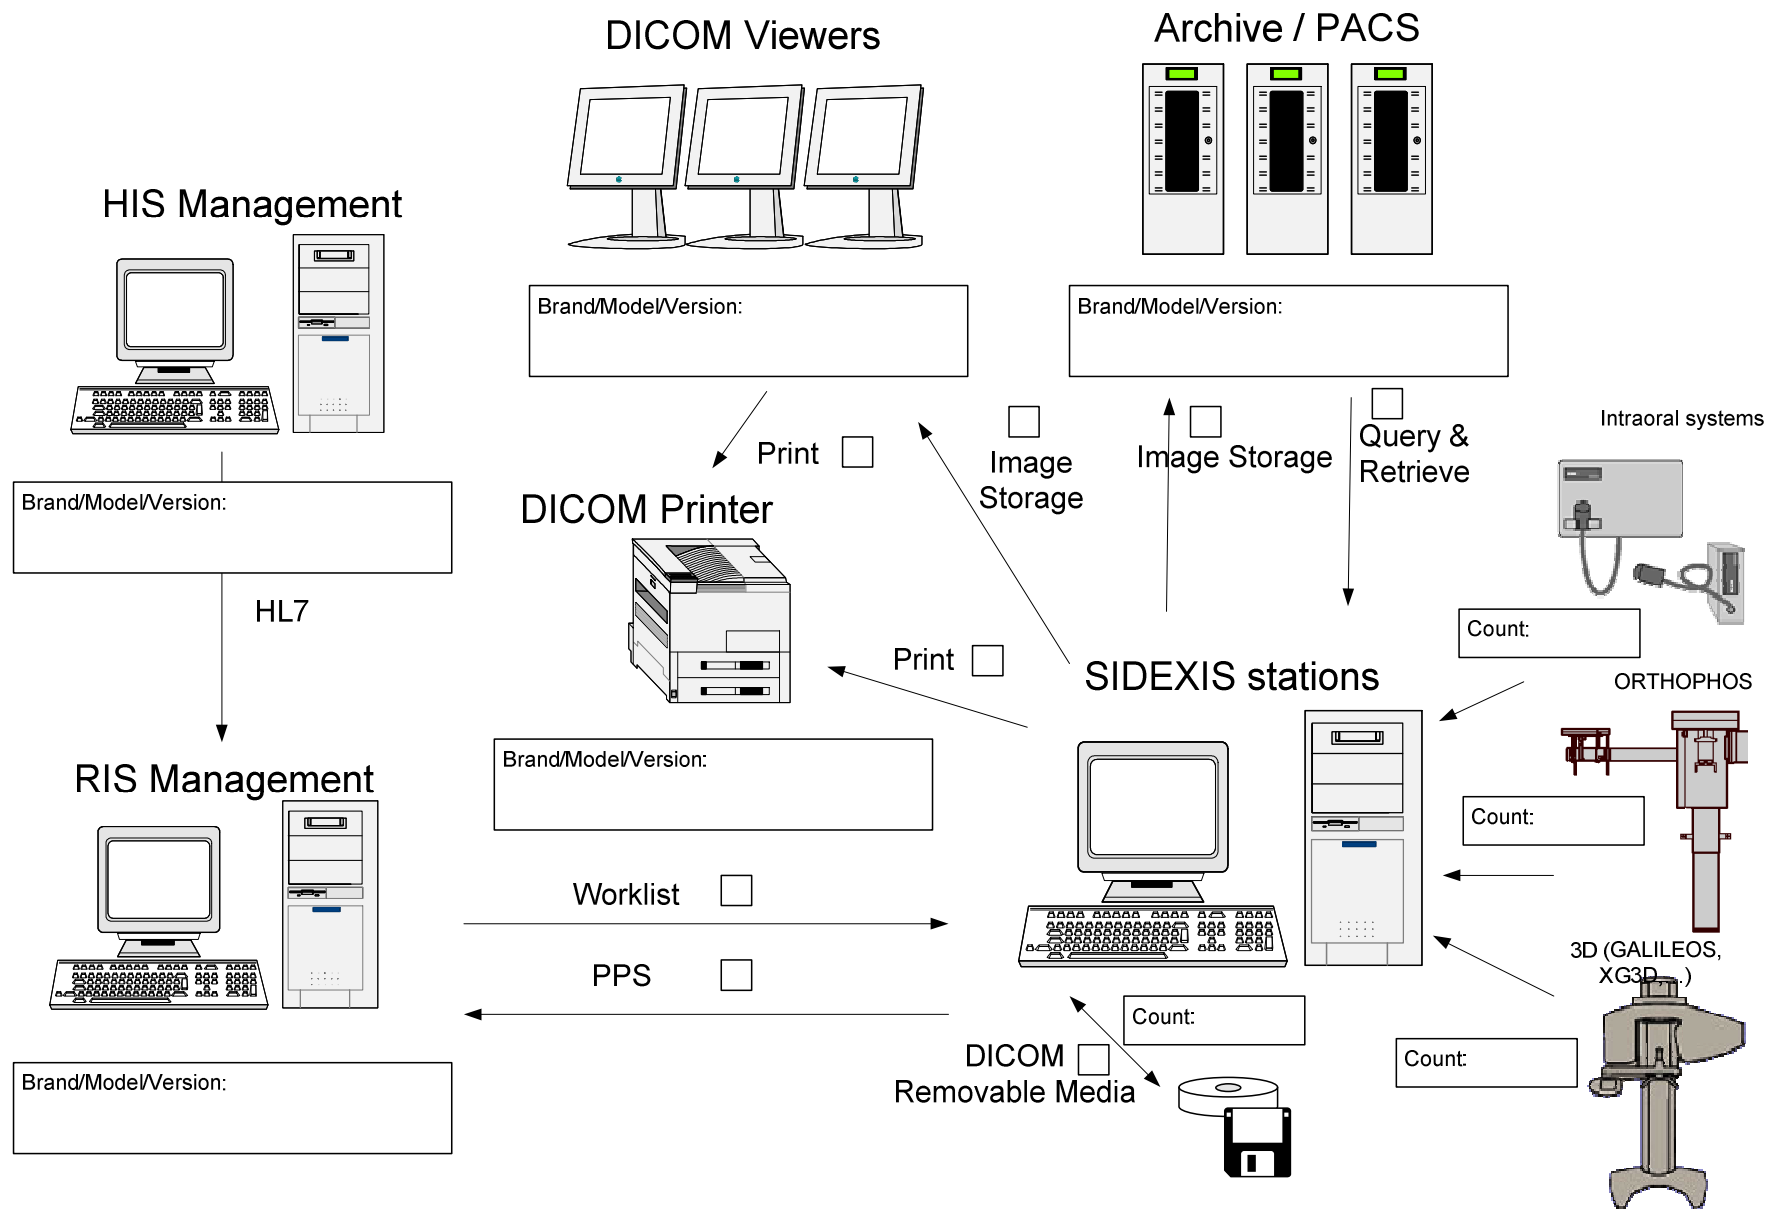 DICOM Viewers
Archive / PACS
HIS Management
Brand/Model/Version:
Brand/Model/Version:
Intraoral systems
Print
Image
Storage
Image Storage
Query &
Retrieve
Brand/Model/Version:
DICOM Printer
HL7
Count:
Print
SIDEXIS stations
ORTHOPHOS
Brand/Model/Version:
RIS Management
Count:
Worklist
3D (GALILEOS,
XG3D, ..)
PPS
Count:
DICOM
Removable Media
Count:
Brand/Model/Version: